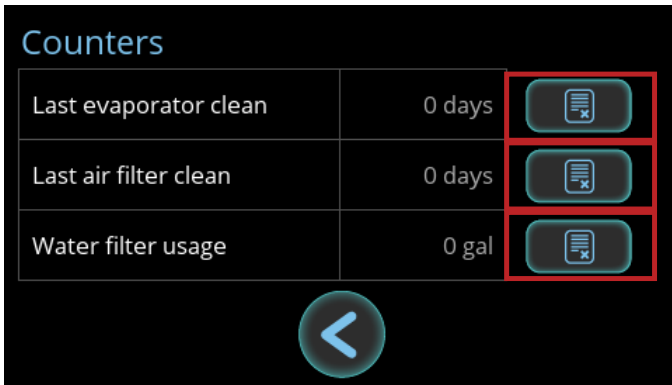 Counters
Last evaporator clean 0 days
Last air filter clean 0 days
Water filter usage 0 gal